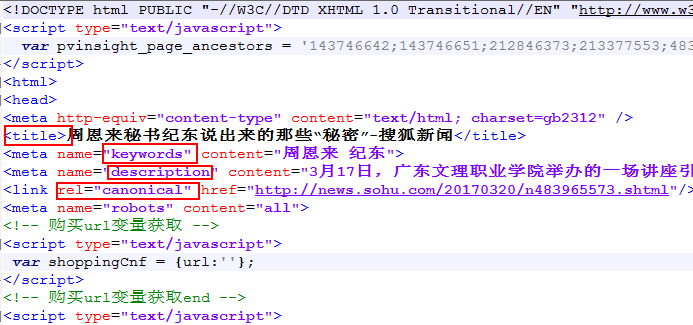 <!DOCTYPE html PUBLIC "-//W3C//DTD XHTML 1.0 Transitional//EN" "http://www.w3
<script type="text/javascript">
var pvinsight_page_ancestors = '143746642;143746651;212846373;213377553;483
</script>
<html>
<head>
<meta http-equiv="content-type" content="text/html; charset=gb2312" />
<title>周恩来秘书纪东说出来的那些“秘密”-搜狐新闻</title>
<meta name="keywords" content="周恩来 纪东">
<meta name="description" content="3月17日，广东文理职业学院举办的一场讲座引
<link rel="canonical" href="http://news.sohu.com/20170320/n483965573.shtml"/>
<meta name="robots" content="all">
<!-- 购买url变量获取 -->
<script type="text/javascript">
var shoppingCnf = {url:''};
</script>
<!-- 购买url变量获取end -->
<script type="text/javascript">